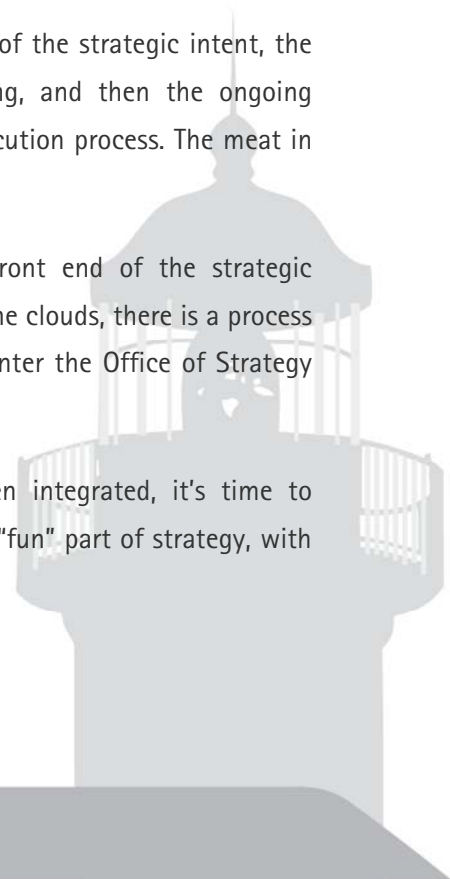 of the strategic intent, the
ng, and then the ongoing
cution process. The meat in
ront end of the strategic
ne clouds, there is a process
nter the Office of Strategy
en integrated, it's time to
"fun" part of strategy, with